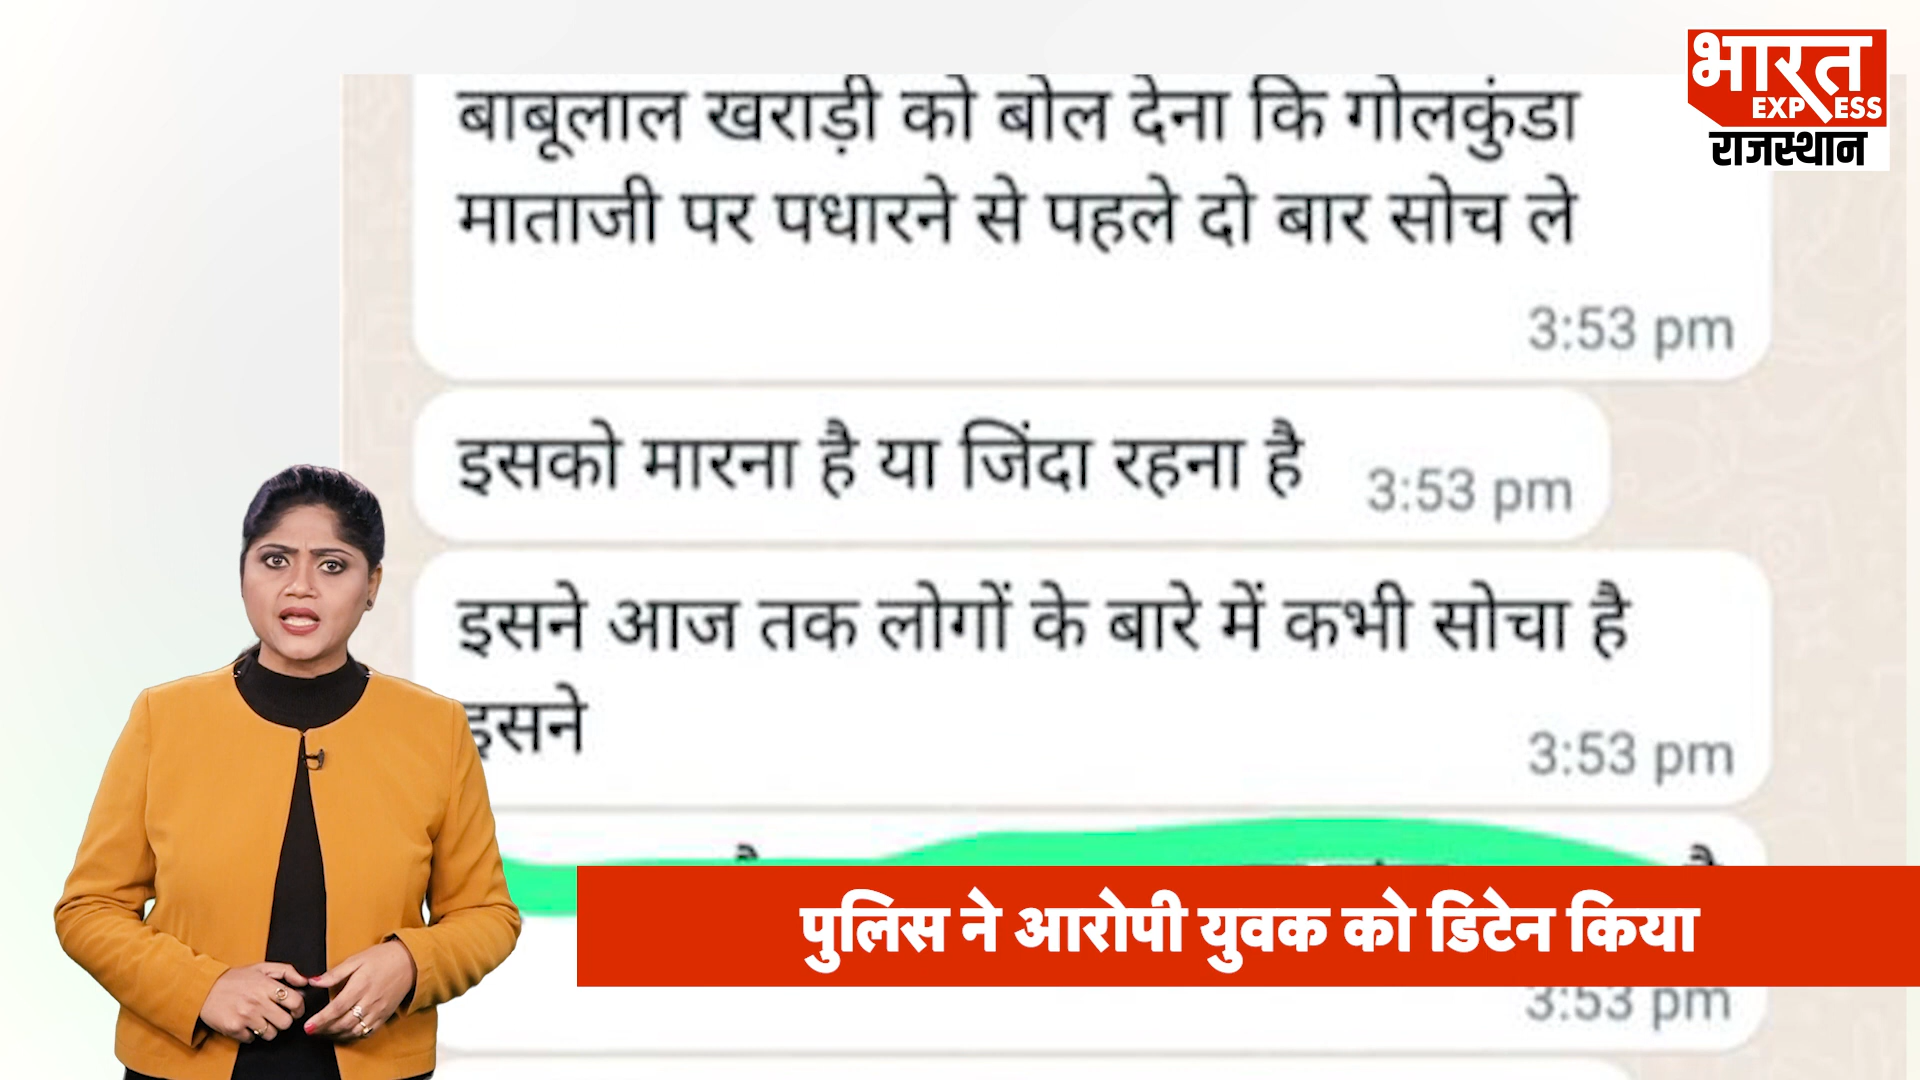 भारत
EXPRESS
राजस्थान
बाबूलाल खराड़ी को बोल देना कि गोलकुंडा
माताजी पर पधारने से पहले दो बार सोच ले
3:53 pm
इसको मारना है या जिंदा रहना है 3:53 pm
इसने आज तक लोगों के बारे में कभी सोचा है
इसने
3:53 pm
पुलिस ने आरोपी युवक को डिटेन किया
3:53 pm